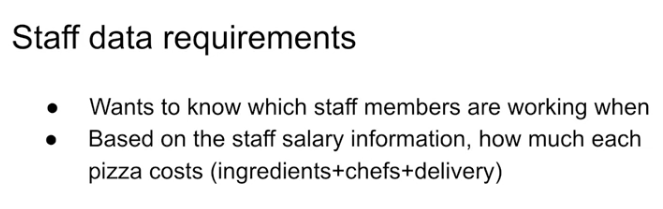 Staff data requirements
● Wants to know which staff members are working when
● Based on the staff salary information, how much each
pizza costs (ingredients+chefs+delivery)